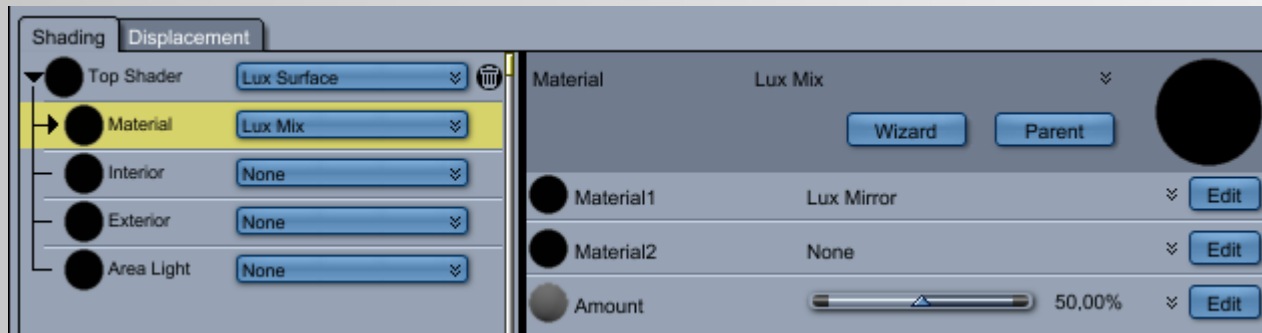 Shading Displacement
Top Shader Lux Surface
Material Lux Mix
Interior None
Exterior None
Area Light None
Material Lux Mix
Wizard Parent
Material1 Lux Mirror Edit
Material2 None Edit
Amount 50,00% Edit